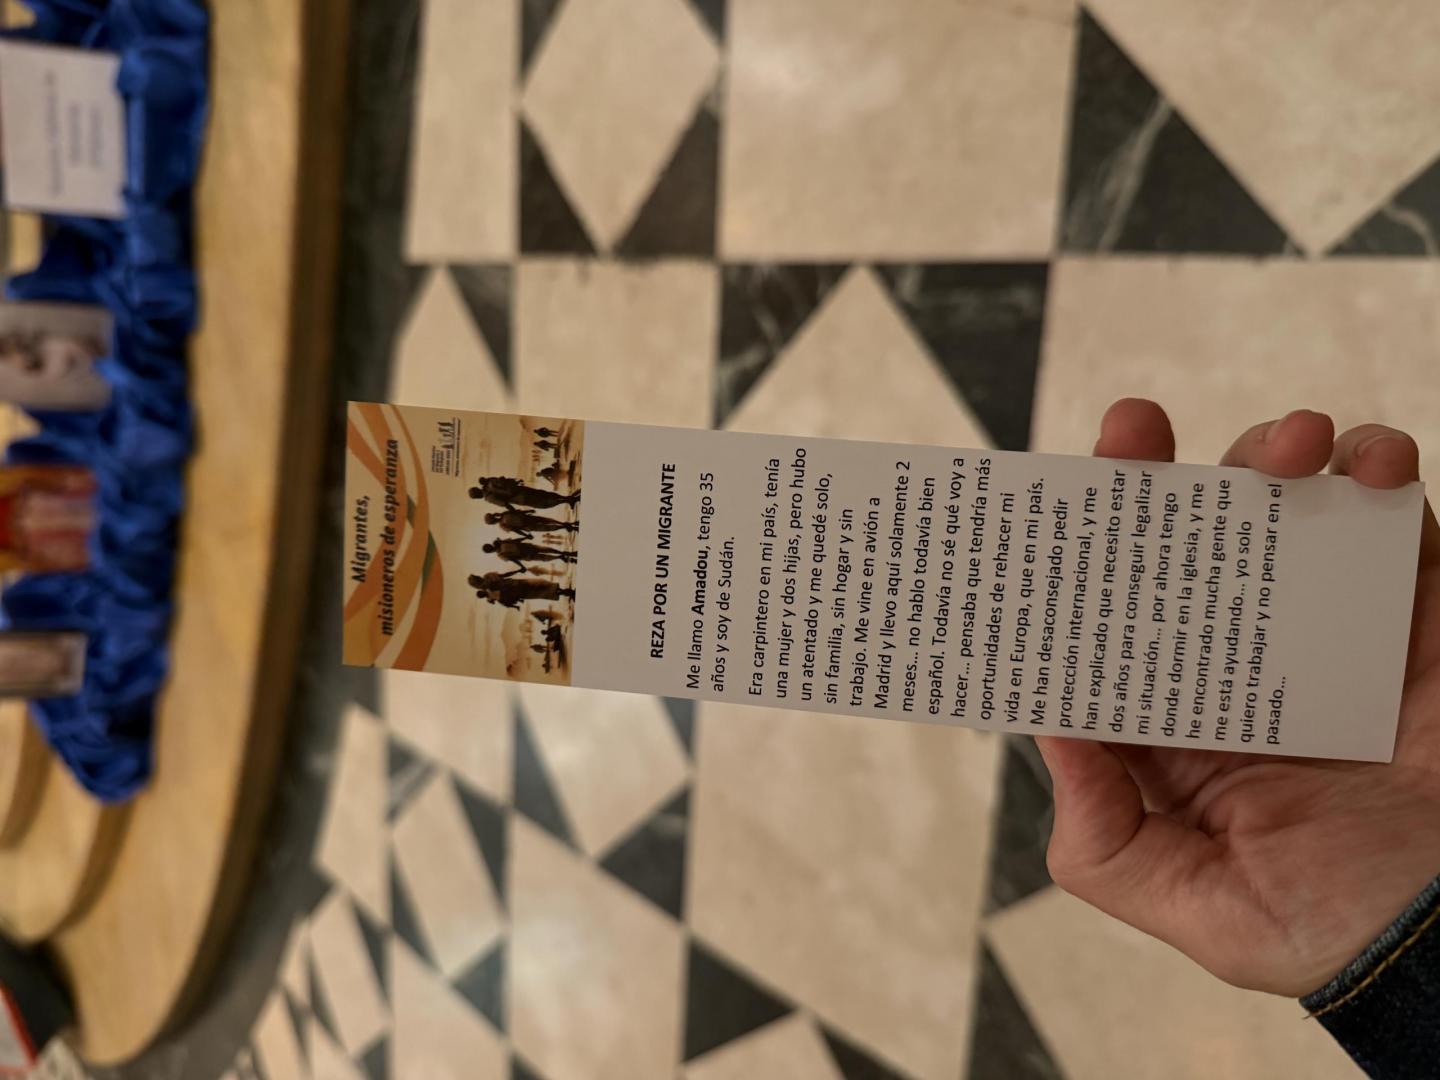 Migrantes,
misioneros de esperanza
REZA POR UN MIGRANTE
Me llamo Amadou, tengo 35
años y soy de Sudán.
Era carpintero en mi país, tenía
una mujer y dos hijas, pero hubo
un atentado y me quedé solo,
sin familia, sin hogar y sin
trabajo. Me vine en avión a
Madrid y llevo aquí solamente 2
meses... no hablo todavía bien
español. Todavía no sé qué voy a
hacer... pensaba que tendría más
oportunidades de rehacer mi
vida en Europa, que en mi país.
Me han desaconsejado pedir
protección internacional, y me
han explicado que necesito estar
dos años para conseguir legalizar
mi situación... por ahora tengo
donde dormir en la iglesia, y me
he encontrado mucha gente que
me está ayudando... yo solo
quiero trabajar y no pensar en el
pasado...